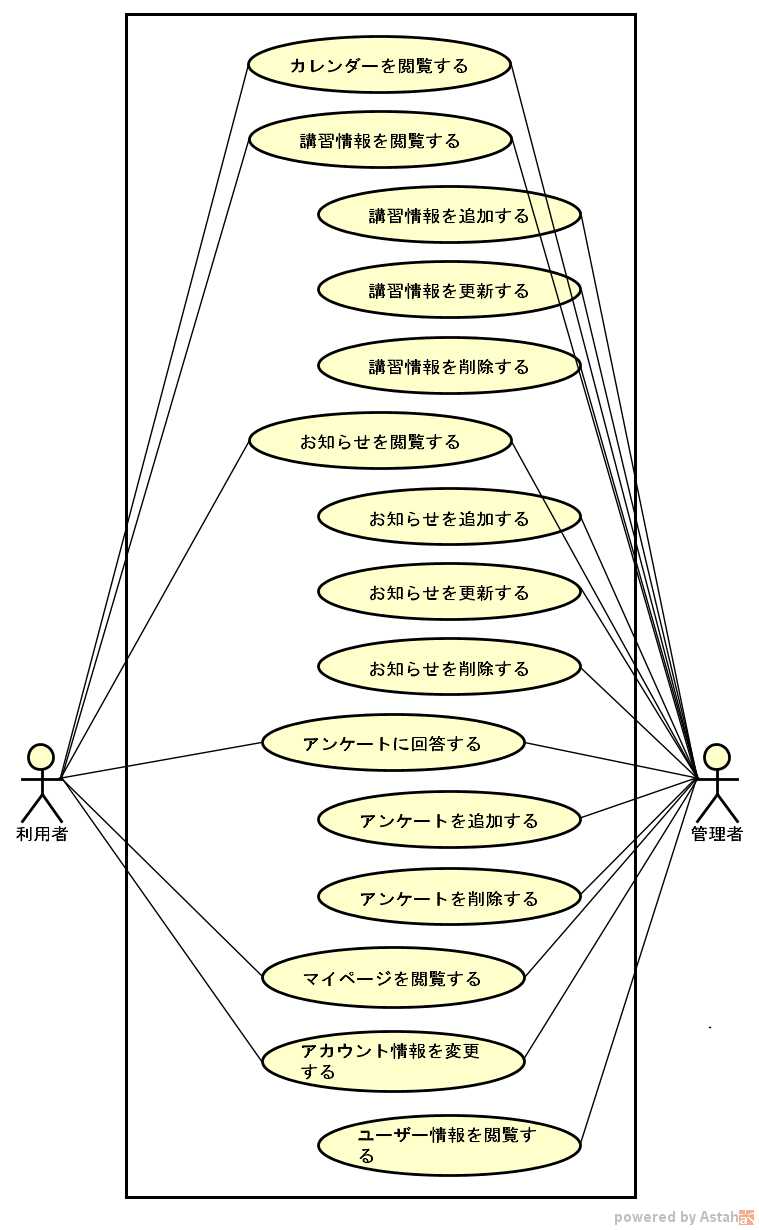 カレンダーを閲覧する
講習情報を閲覧する
講習情報を追加する
講習情報を更新する
講習情報を削除する
お知らせを閲覧する
お知らせを追加する
お知らせを更新する
お知らせを削除する
アンケートに回答する
利用者
管理者
アンケートを追加する
アンケートを削除する
マイページを閲覧する
アカウント情報を変更
する
ユーザー情報を閲覧す
る
powered by Astah